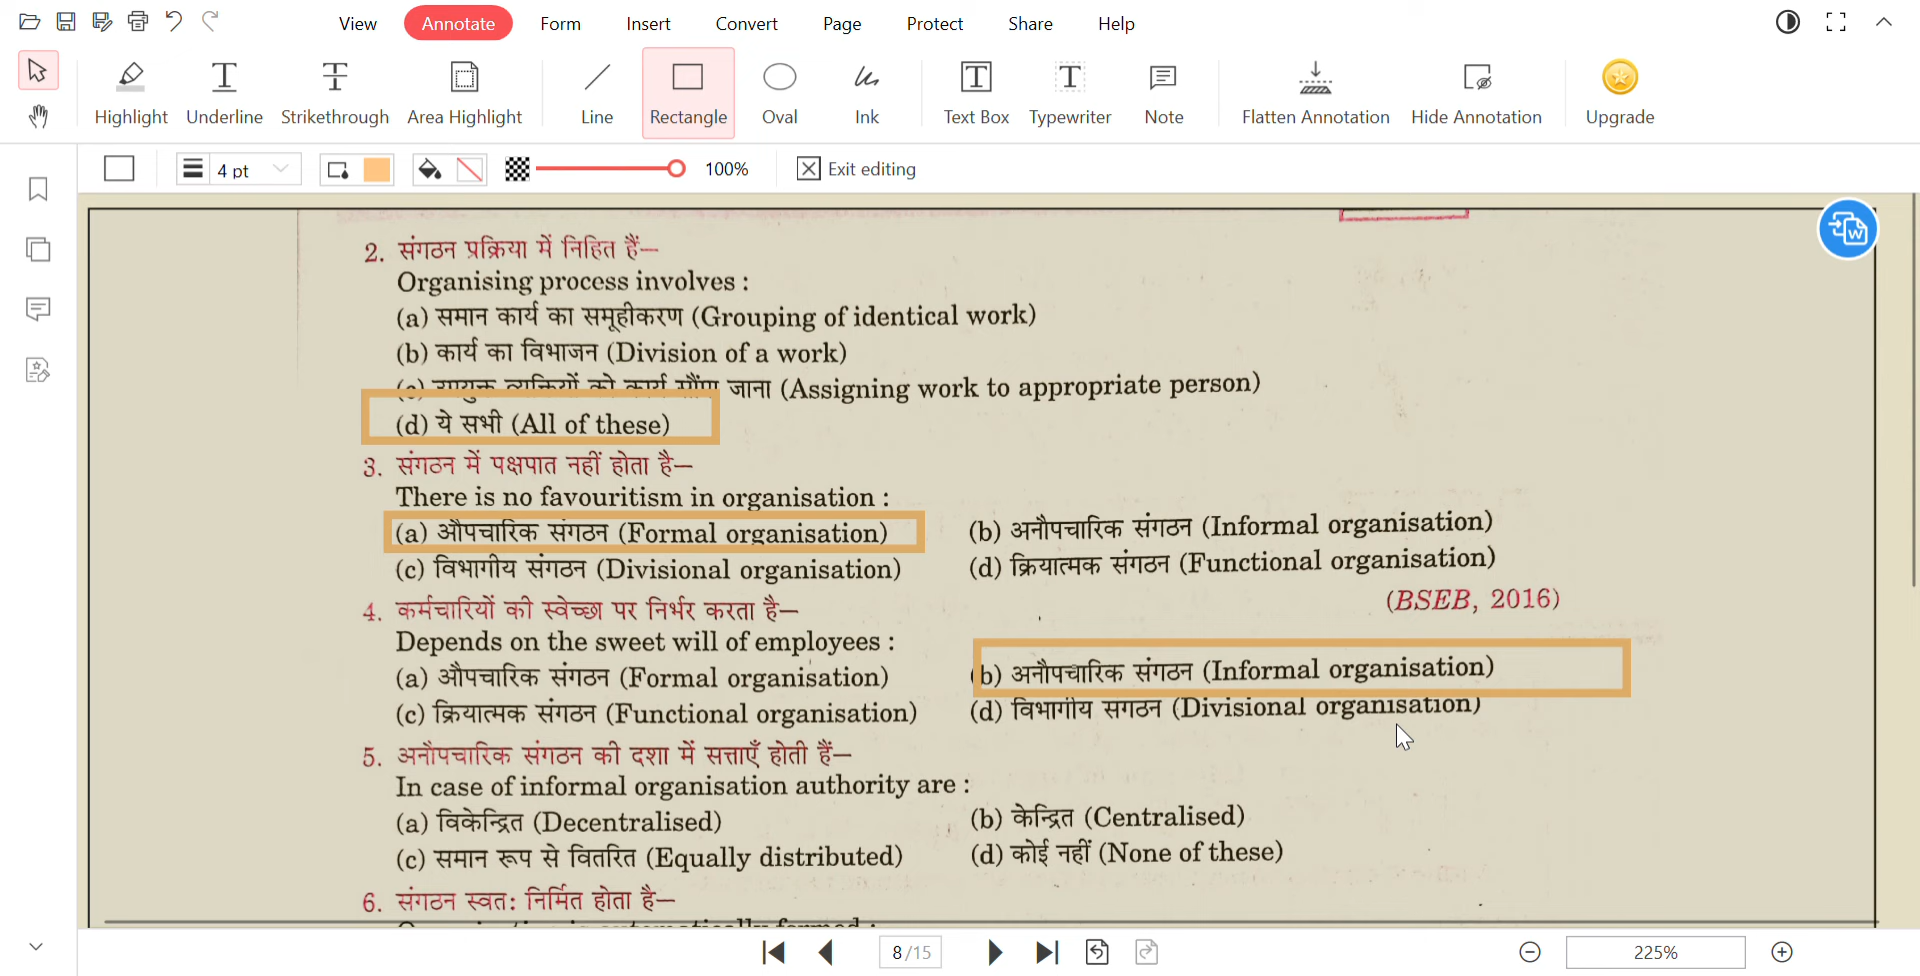 View Annotate Form Insert Convert Page Protect Share Help
Highlight Underline Strikethrough Area Highlight Line Rectangle Oval Ink Text Box Typewriter Note Flatten Annotation Hide Annotation Upgrade
4 pt 100% Exit editing
2. संगठन प्रक्रिया में निहित हैं—
Organising process involves :
(a) समान कार्य का समूहीकरण (Grouping of identical work)
(b) कार्य का विभाजन (Division of a work)
जाना (Assigning work to appropriate person)
(d) ये सभी (All of these)
3. संगठन में पक्षपात नहीं होता है—
There is no favouritism in organisation :
(a) औपचारिक संगठन (Formal organisation) (b) अनौपचारिक संगठन (Informal organisation)
(c) विभागीय संगठन (Divisional organisation) (d) क्रियात्मक संगठन (Functional organisation)
(BSEB, 2016)
4. कर्मचारियों की स्वेच्छा पर निर्भर करता है—
Depends on the sweet will of employees :
(a) औपचारिक संगठन (Formal organisation) (b) अनौपचारिक संगठन (Informal organisation)
(c) क्रियात्मक संगठन (Functional organisation) (d) विभागीय संगठन (Divisional organisation)
5. अनौपचारिक संगठन की दशा में सत्ताएँ होती हैं—
In case of informal organisation authority are :
(a) विकेन्द्रित (Decentralised) (b) केन्द्रित (Centralised)
(c) समान रूप से वितरित (Equally distributed) (d) कोई नहीं (None of these)
6. संगठन स्वतः निर्मित होता है—
8/15 225%